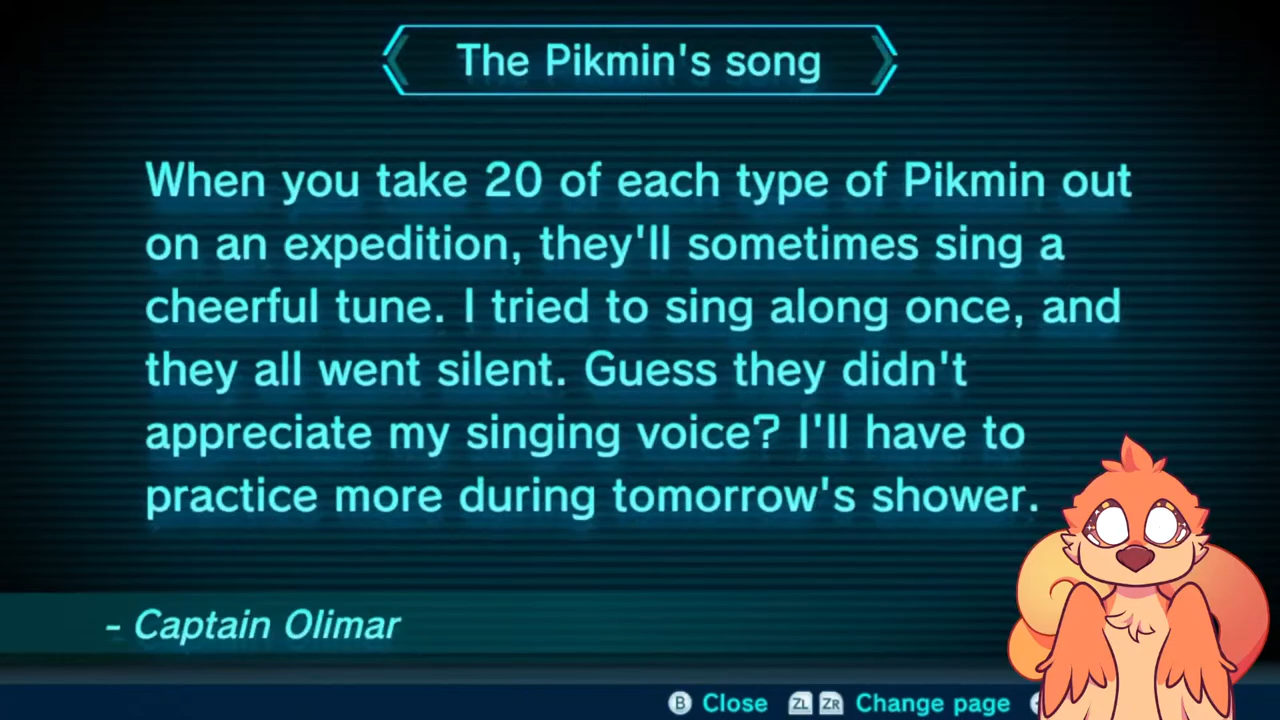 The Pikmin's song
When you take 20 of each type of Pikmin out
on an expedition, they'll sometimes sing a
cheerful tune. I tried to sing along once, and
they all went silent. Guess they didn't
appreciate my singing voice? I'll have to
practice more during tomorrow's shower.
- Captain Olimar
B Close ZL ZR Change page